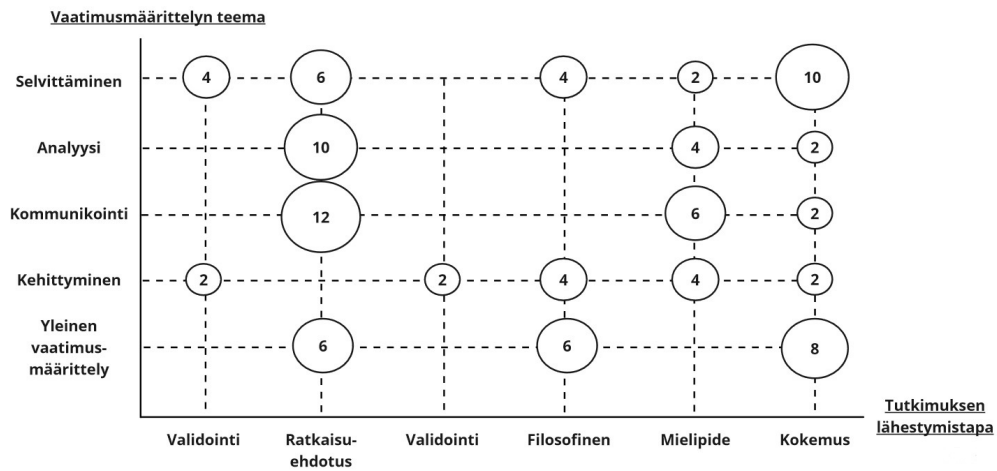 Vaatimusmäärittelyn teema
Selvittäminen 4 6 4 2 10
Analyysi 10 4 2
Kommunikointi 12 6 2
Kehittyminen 2 2 4 4 2
Yleinen
vaatimus-
määrittely
6 6 8
Tutkimuksen
lähestymistapa
Validointi Ratkaisu- Validointi Filosofinen Mielipide Kokemus
ehdotus